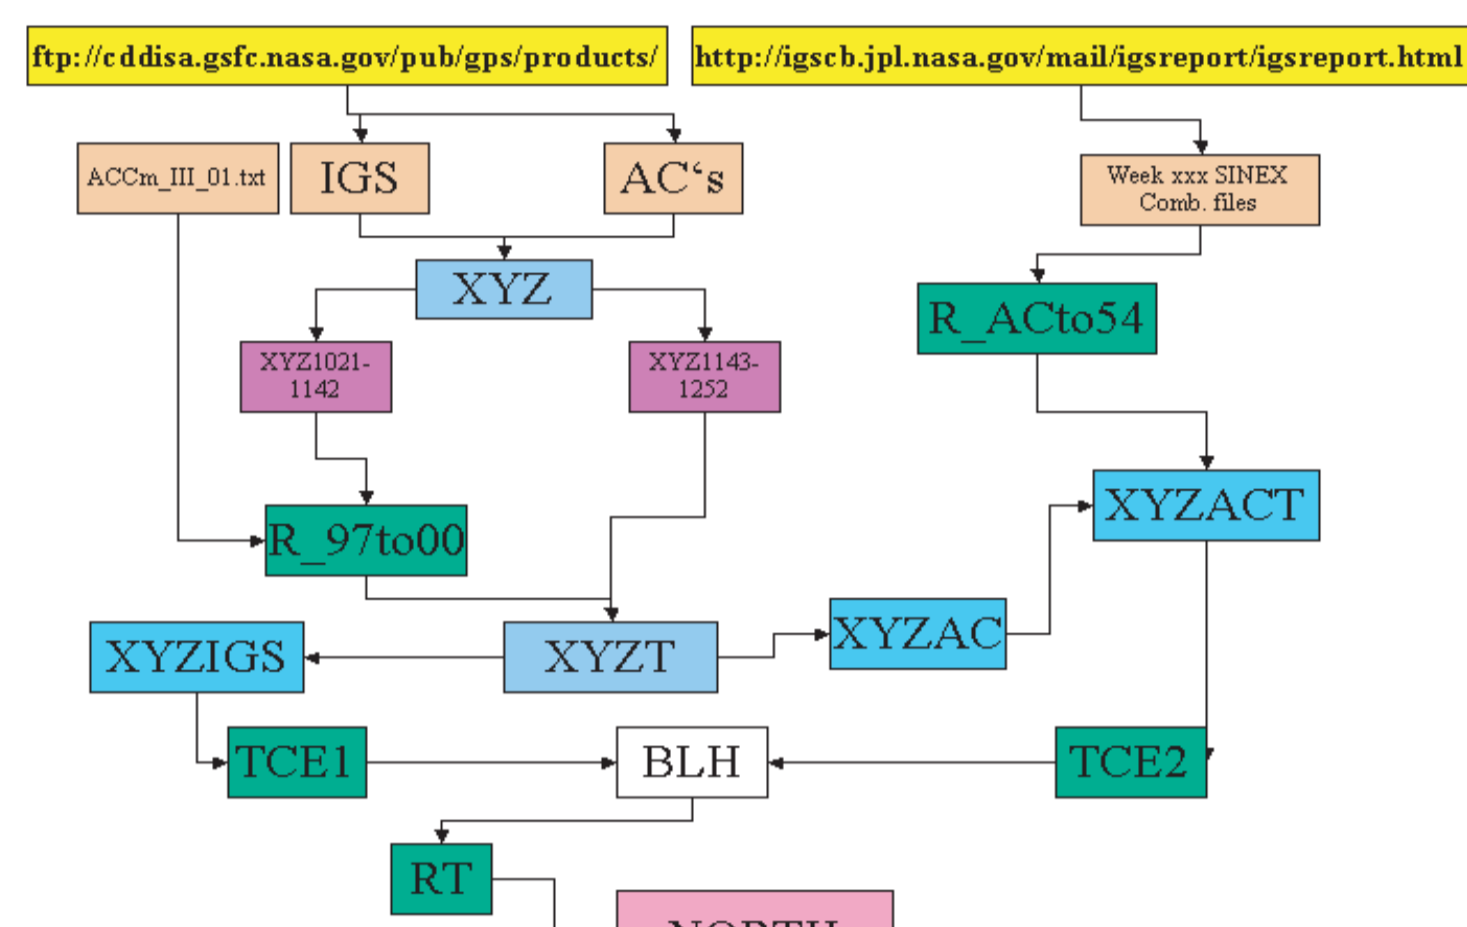 ftp://cddisa.gsfc.nasa.gov/pub/gps/products/
http://igscb.jpl.nasa.gov/mail/igsreport/igsreport.html
ACCm_III_01.txt
IGS
AC‘s
Week xxx SINEX
Comb. files
XYZ
R_ACto54
XYZ1021-
1142
XYZ1143-
1252
XYZACT
R_97to00
XYZAC
XYZIGS
XYZT
TCE1
BLH
TCE2
RT
NORTH